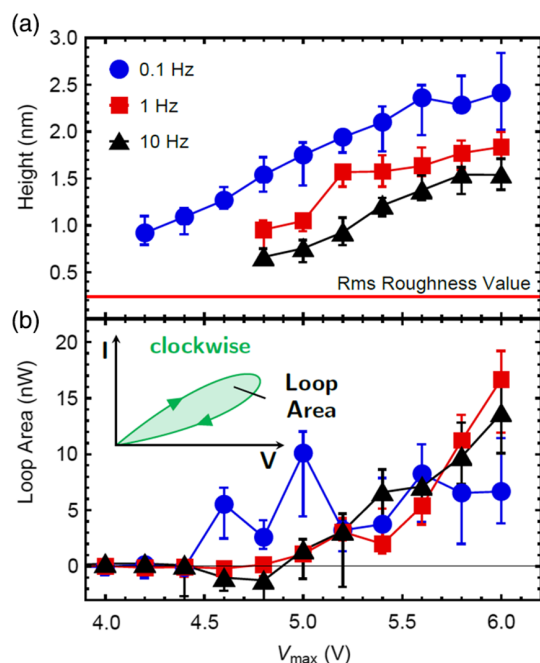 (a)
3.0
2.5
2.0
1.5
1.0
0.5
Height (nm)
0.1 Hz
1 Hz
10 Hz
Rms Roughness Value
(b)
20
15
10
5
0
Loop Area (nW)
I
clockwise
Loop
Area
V
4.0 4.5 5.0 5.5 6.0
Vmax (V)